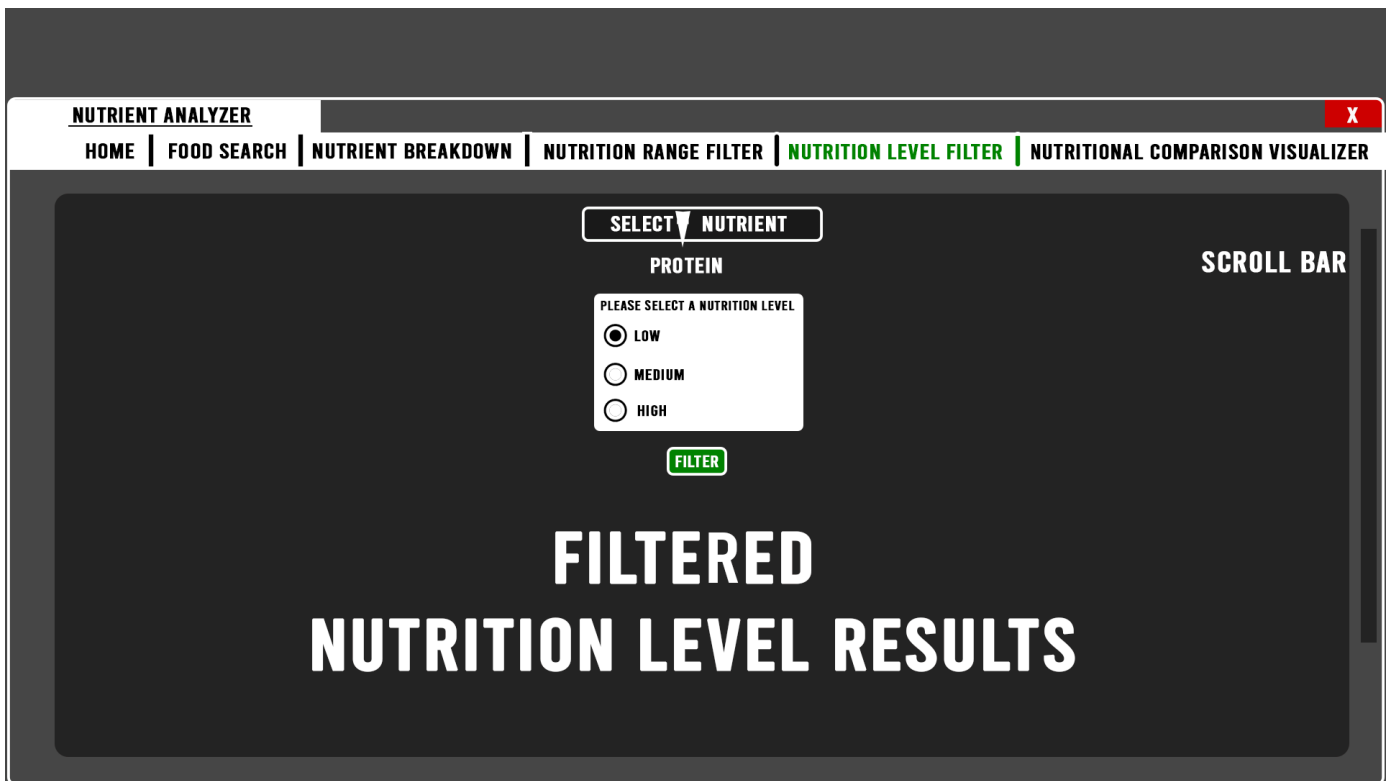 NUTRIENT ANALYZER
X
HOME FOOD SEARCH NUTRIENT BREAKDOWN NUTRITION RANGE FILTER NUTRITION LEVEL FILTER NUTRITIONAL COMPARISON VISUALIZER
SELECT NUTRIENT
PROTEIN
SCROLL BAR
PLEASE SELECT A NUTRITION LEVEL
LOW
MEDIUM
HIGH
FILTER
FILTERED
NUTRITION LEVEL RESULTS